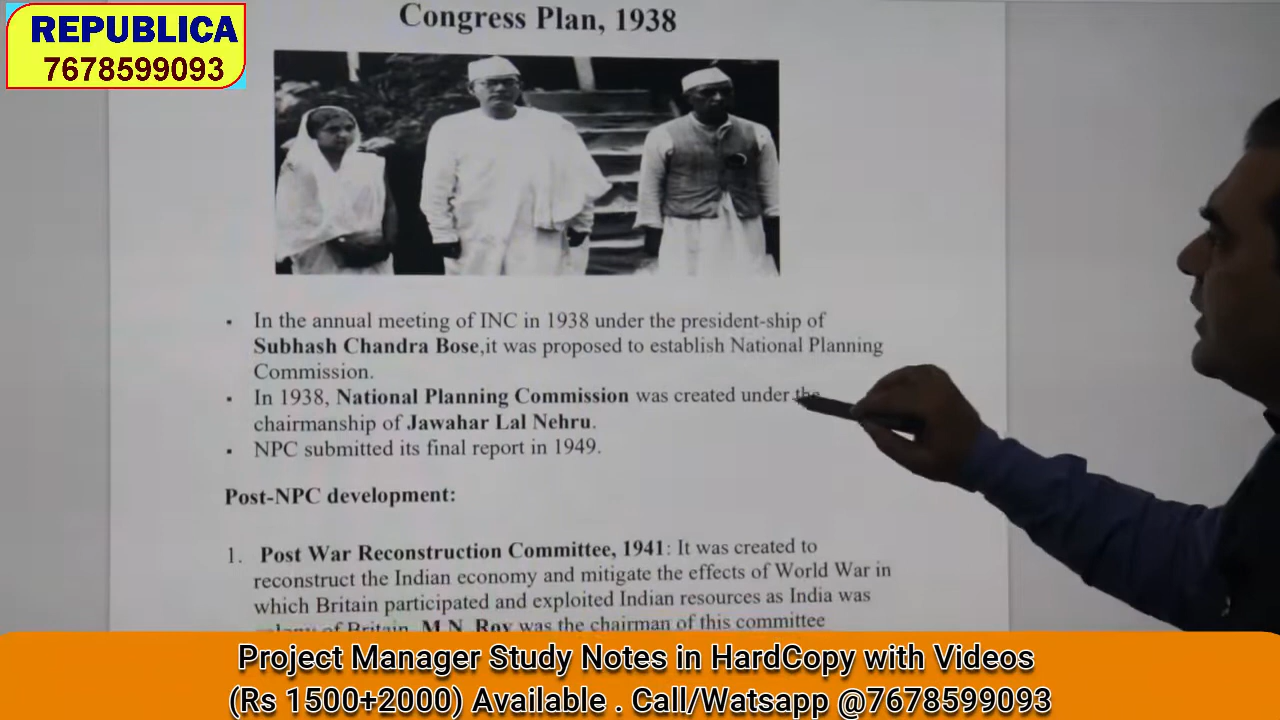 REPUBLICA
7678599093
Congress Plan, 1938
▪ In the annual meeting of INC in 1938 under the president-ship of
Subhash Chandra Bose,it was proposed to establish National Planning
Commission.
▪ In 1938, National Planning Commission was created under the
chairmanship of Jawahar Lal Nehru.
▪ NPC submitted its final report in 1949.
Post-NPC development:
1. Post War Reconstruction Committee, 1941: It was created to
reconstruct the Indian economy and mitigate the effects of World War in
which Britain participated and exploited Indian resources as India was
colony of Britain. M.N. Roy was the chairman of this committee
Project Manager Study Notes in HardCopy with Videos
(Rs 1500+2000) Available . Call/Watsapp @7678599093